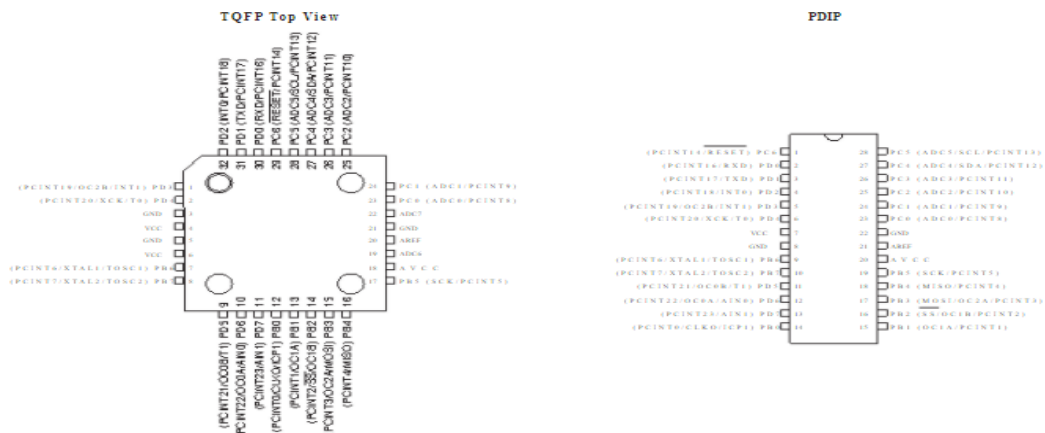 TQFP Top View
PD2 (INT0/PCINT18)
PD1 (TXD/PCINT17)
PD0 (RXD/PCINT16)
PC6 (RESET/PCINT14)
PC5 (ADC5/SCL/PCINT13)
PC4 (ADC4/SDA/PCINT12)
PC3 (ADC3/PCINT11)
PC2 (ADC2/PCINT10)
32 31 30 29 28 27 26 25
(PCINT19/OC2B/INT1) PD3 1
(PCINT20/XCK/T0) PD4 2
GND 3
VCC 4
GND 5
VCC 6
(PCINT6/XTAL1/TOSC1) PB6 7
(PCINT7/XTAL2/TOSC2) PB7 8
24 PC1 (ADC1/PCINT9)
23 PC0 (ADC0/PCINT8)
22 ADC7
21 GND
20 AREF
19 ADC6
18 AVCC
17 PB5 (SCK/PCINT5)
9 10 11 12 13 14 15 16
(PCINT21/OC0B/T1) PD5
(PCINT22/OC0A/AIN0) PD6
(PCINT23/AIN1) PD7
(PCINT0/CLKO/ICP1) PB0
(PCINT1/OC1A) PB1
(PCINT2/SS/OC1B) PB2
(PCINT3/OC2A/MOSI) PB3
(PCINT4/MISO) PB4
PDIP
(PCINT14/RESET) PC6 1
(PCINT16/RXD) PD0 2
(PCINT17/TXD) PD1 3
(PCINT18/INT0) PD2 4
(PCINT19/OC2B/INT1) PD3 5
(PCINT20/XCK/T0) PD4 6
VCC 7
GND 8
(PCINT6/XTAL1/TOSC1) PB6 9
(PCINT7/XTAL2/TOSC2) PB7 10
(PCINT21/OC0B/T1) PD5 11
(PCINT22/OC0A/AIN0) PD6 12
(PCINT23/AIN1) PD7 13
(PCINT0/CLKO/ICP1) PB0 14
28 PC5 (ADC5/SCL/PCINT13)
27 PC4 (ADC4/SDA/PCINT12)
26 PC3 (ADC3/PCINT11)
25 PC2 (ADC2/PCINT10)
24 PC1 (ADC1/PCINT9)
23 PC0 (ADC0/PCINT8)
22 GND
21 AREF
20 AVCC
19 PB5 (SCK/PCINT5)
18 PB4 (MISO/PCINT4)
17 PB3 (MOSI/OC2A/PCINT3)
16 PB2 (SS/OC1B/PCINT2)
15 PB1 (OC1A/PCINT1)